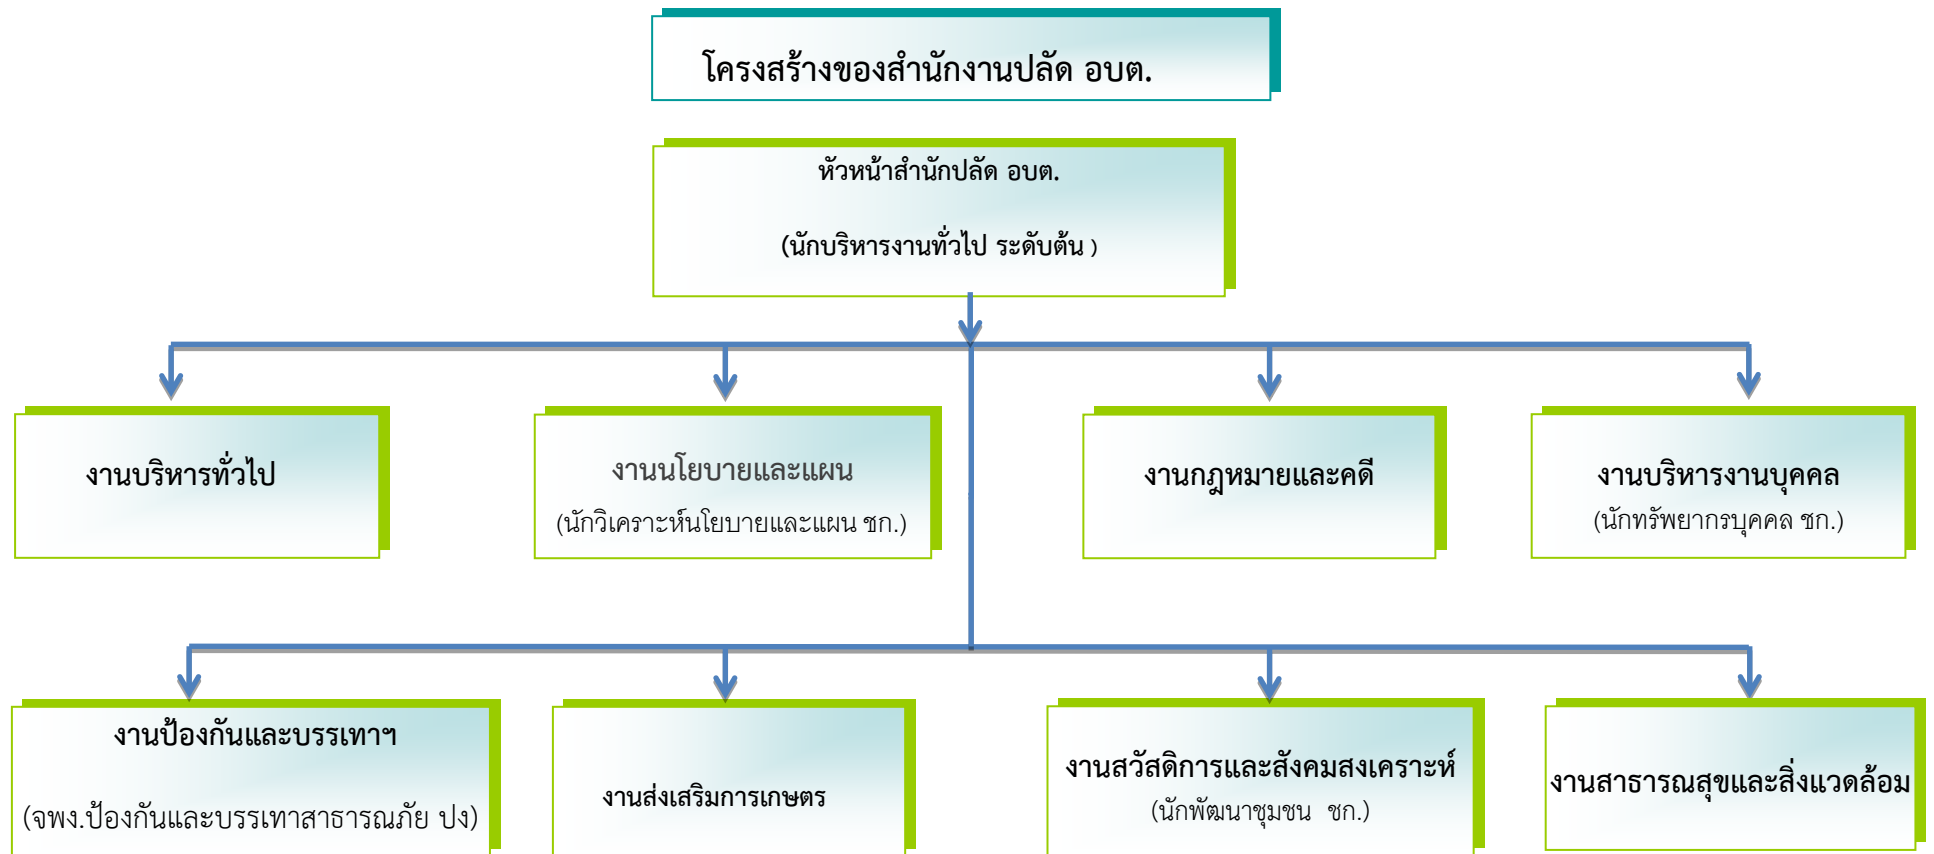 โครงสร้างของสำนักงานปลัด อบต.
หัวหน้าสำนักปลัด อบต.
(นักบริหารงานทั่วไป ระดับต้น )
งานบริหารทั่วไป
งานนโยบายและแผน
(นักวิเคราะห์นโยบายและแผน ชก.)
งานกฎหมายและคดี
งานบริหารงานบุคคล
(นักทรัพยากรบุคคล ชก.)
งานป้องกันและบรรเทาฯ
(จพง.ป้องกันและบรรเทาสาธารณภัย ปง)
งานส่งเสริมการเกษตร
งานสวัสดิการและสังคมสงเคราะห์
(นักพัฒนาชุมชน ชก.)
งานสาธารณสุขและสิ่งแวดล้อม